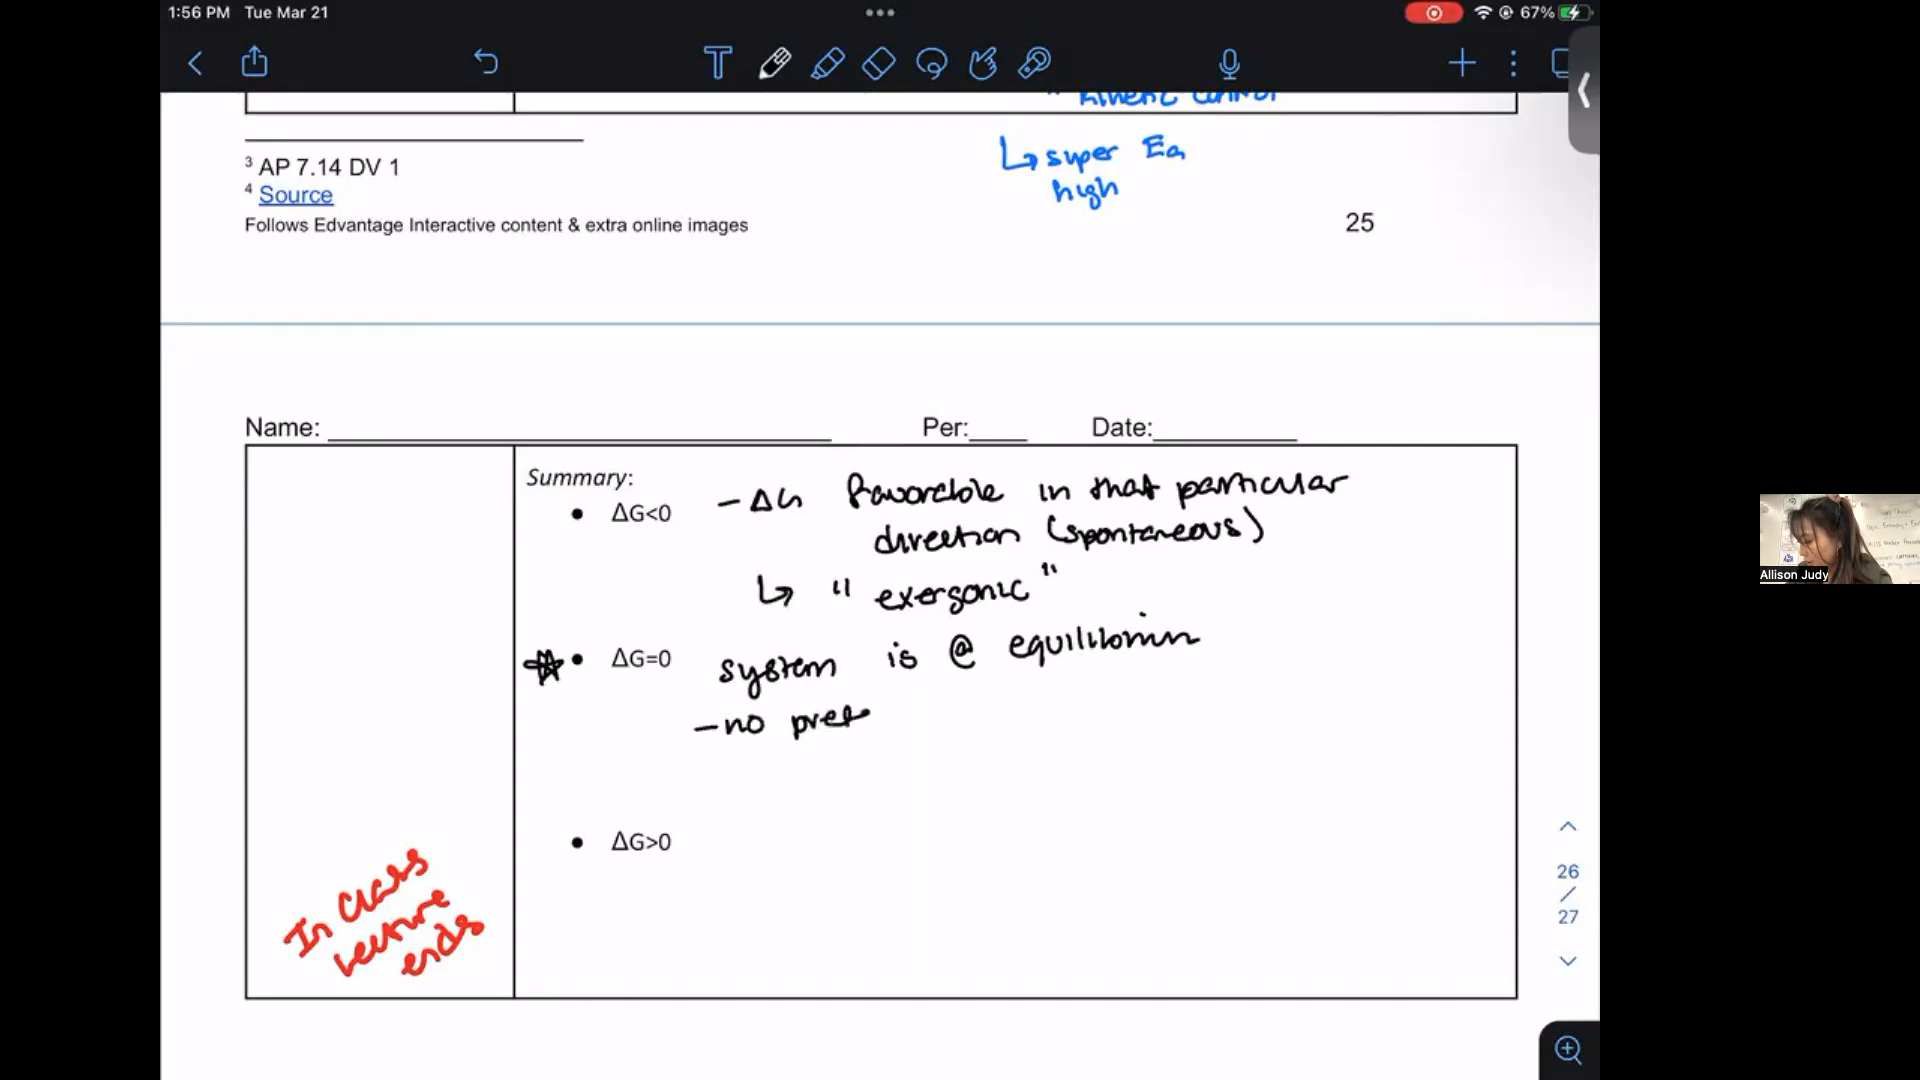 1:56 PM Tue Mar 21
67%
"Kinetic control
3 AP 7.14 DV 1
↳ super Ea
4 Source
high
Follows Edvantage Interactive content & extra online images
25
Name: Per: Date:
Summary:
• ΔG<0 -ΔG favorable in that particular
direction (spontaneous)
↳ "exergonic"
• ΔG=0 system is @ equilibrium
-no pref
• ΔG>0
In Class
Lecture
ends
26
/
27
Allison Judy